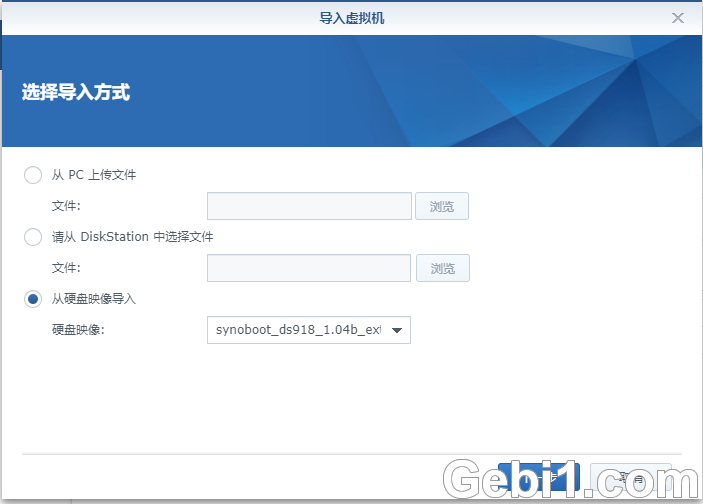 导入虚拟机
选择导入方式
从 PC 上传文件
文件: 浏览
请从 DiskStation 中选择文件
文件: 浏览
从硬盘映像导入
硬盘映像: synoboot_ds918_1.04b_ext
Gebi1.com